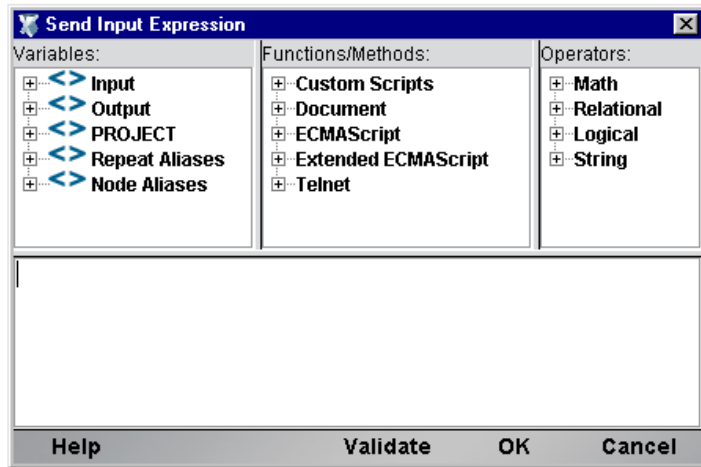 Send Input Expression
Variables:
Input
Output
PROJECT
Repeat Aliases
Node Aliases
Functions/Methods:
Custom Scripts
Document
ECMAScript
Extended ECMAScript
Telnet
Operators:
Math
Relational
Logical
String
Help Validate OK Cancel